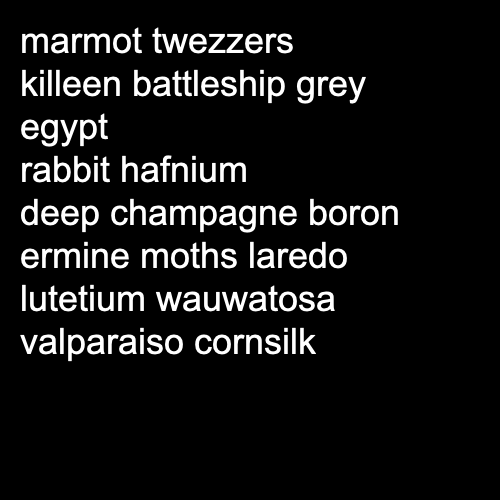 marmot twezzers
killeen battleship grey
egypt
rabbit hafnium
deep champagne boron
ermine moths laredo
lutetium wauwatosa
valparaiso cornsilk